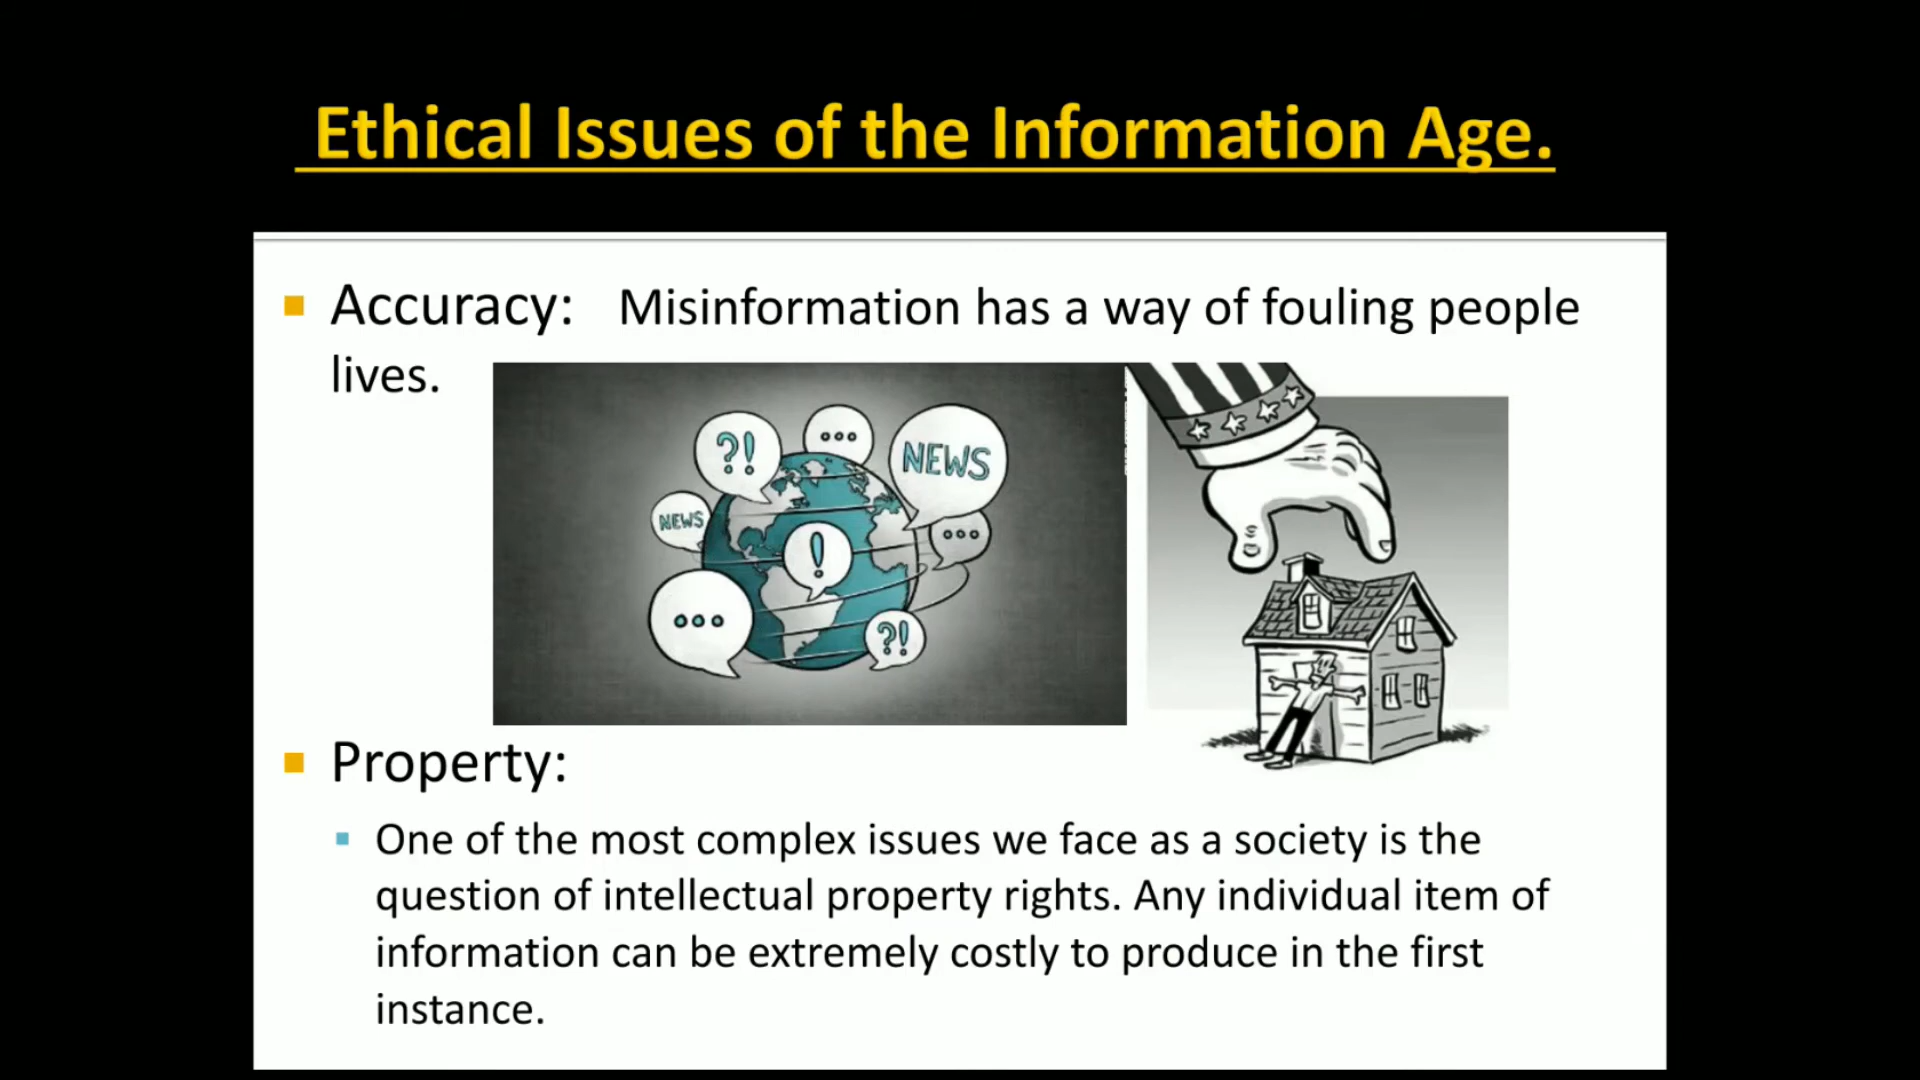 Ethical Issues of the Information Age.
Accuracy: Misinformation has a way of fouling people
lives.
?!
...
NEWS
NEWS
...
!
...
?!
Property:
One of the most complex issues we face as a society is the
question of intellectual property rights. Any individual item of
information can be extremely costly to produce in the first
instance.